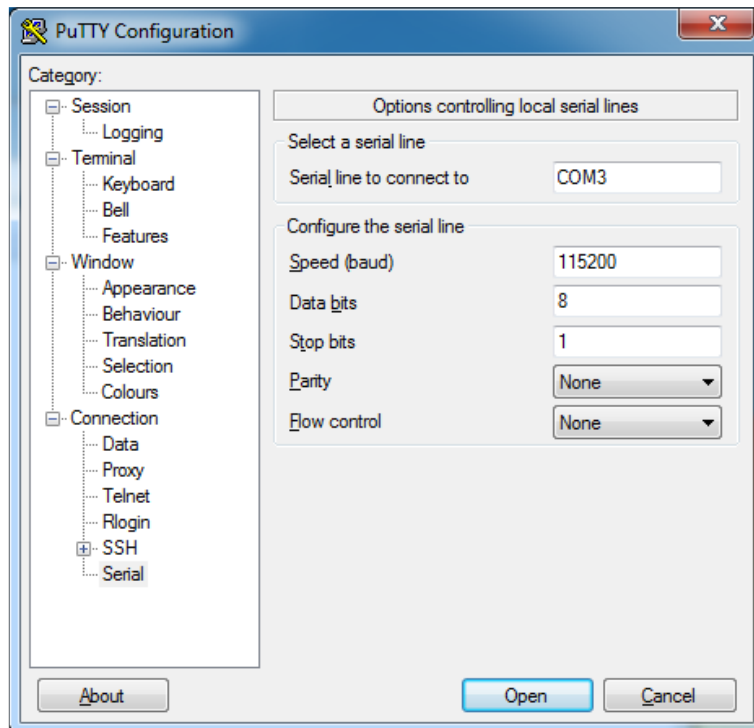 PuTTY Configuration
Category:
Session
Logging
Terminal
Keyboard
Bell
Features
Window
Appearance
Behaviour
Translation
Selection
Colours
Connection
Data
Proxy
Telnet
Rlogin
SSH
Serial
Options controlling local serial lines
Select a serial line
Serial line to connect to COM3
Configure the serial line
Speed (baud) 115200
Data bits 8
Stop bits 1
Parity None
Flow control None
About Open Cancel